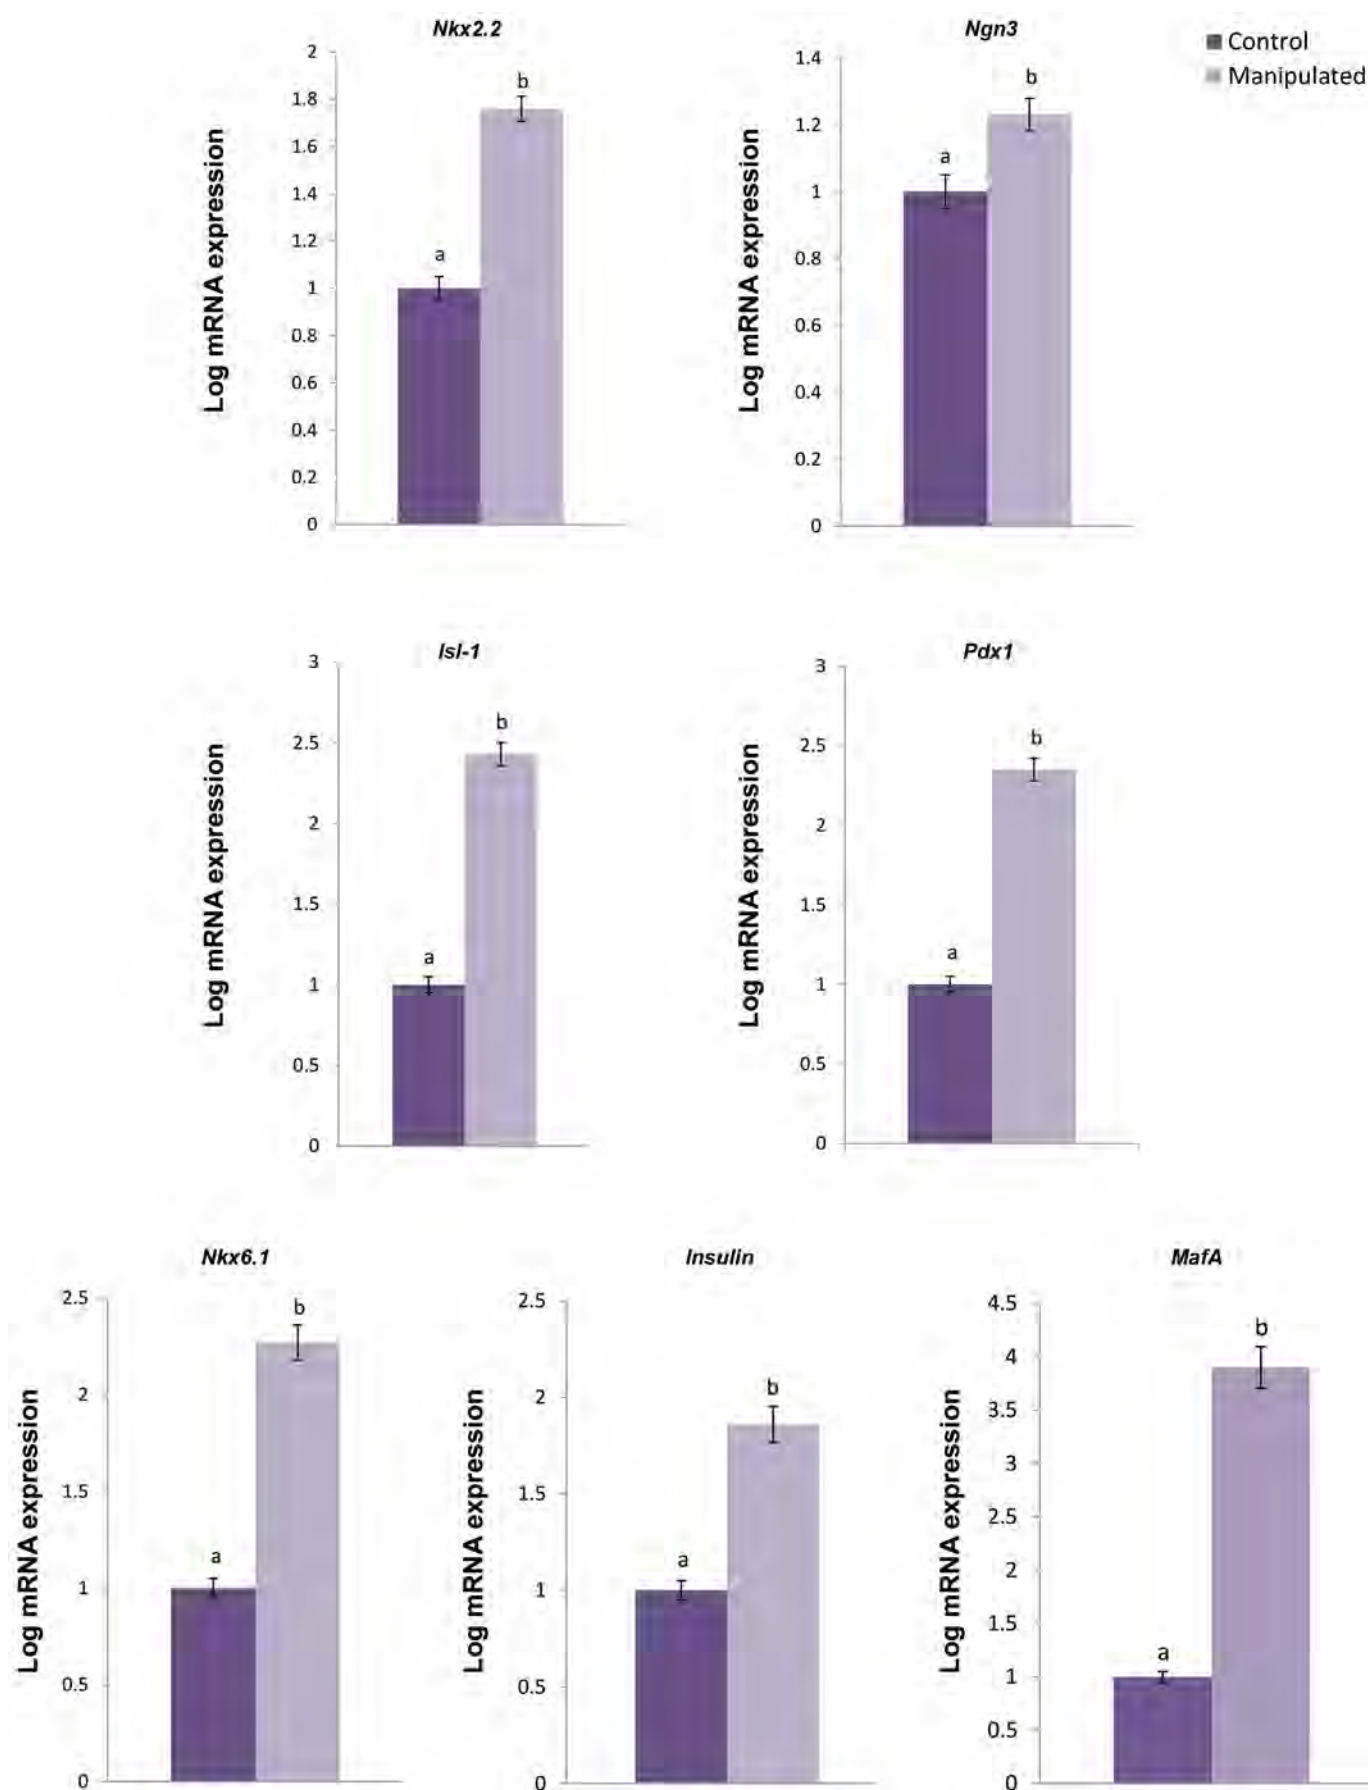 Nkx2.2
Ngn3
Control
Manipulated
Log mRNA expression
2
1.8
1.6
1.4
1.2
1
0.8
0.6
0.4
0.2
0
a
b
Log mRNA expression
1.4
1.2
1
0.8
0.6
0.4
0.2
0
a
b
Isl-1
Log mRNA expression
3
2.5
2
1.5
1
0.5
0
a
b
Pdx1
Log mRNA expression
3
2.5
2
1.5
1
0.5
0
a
b
Nkx6.1
Log mRNA expression
2.5
2
1.5
1
0.5
0
a
b
Insulin
Log mRNA expression
2.5
2
1.5
1
0.5
0
a
b
MafA
Log mRNA expression
4.5
4
3.5
3
2.5
2
1.5
1
0.5
0
a
b